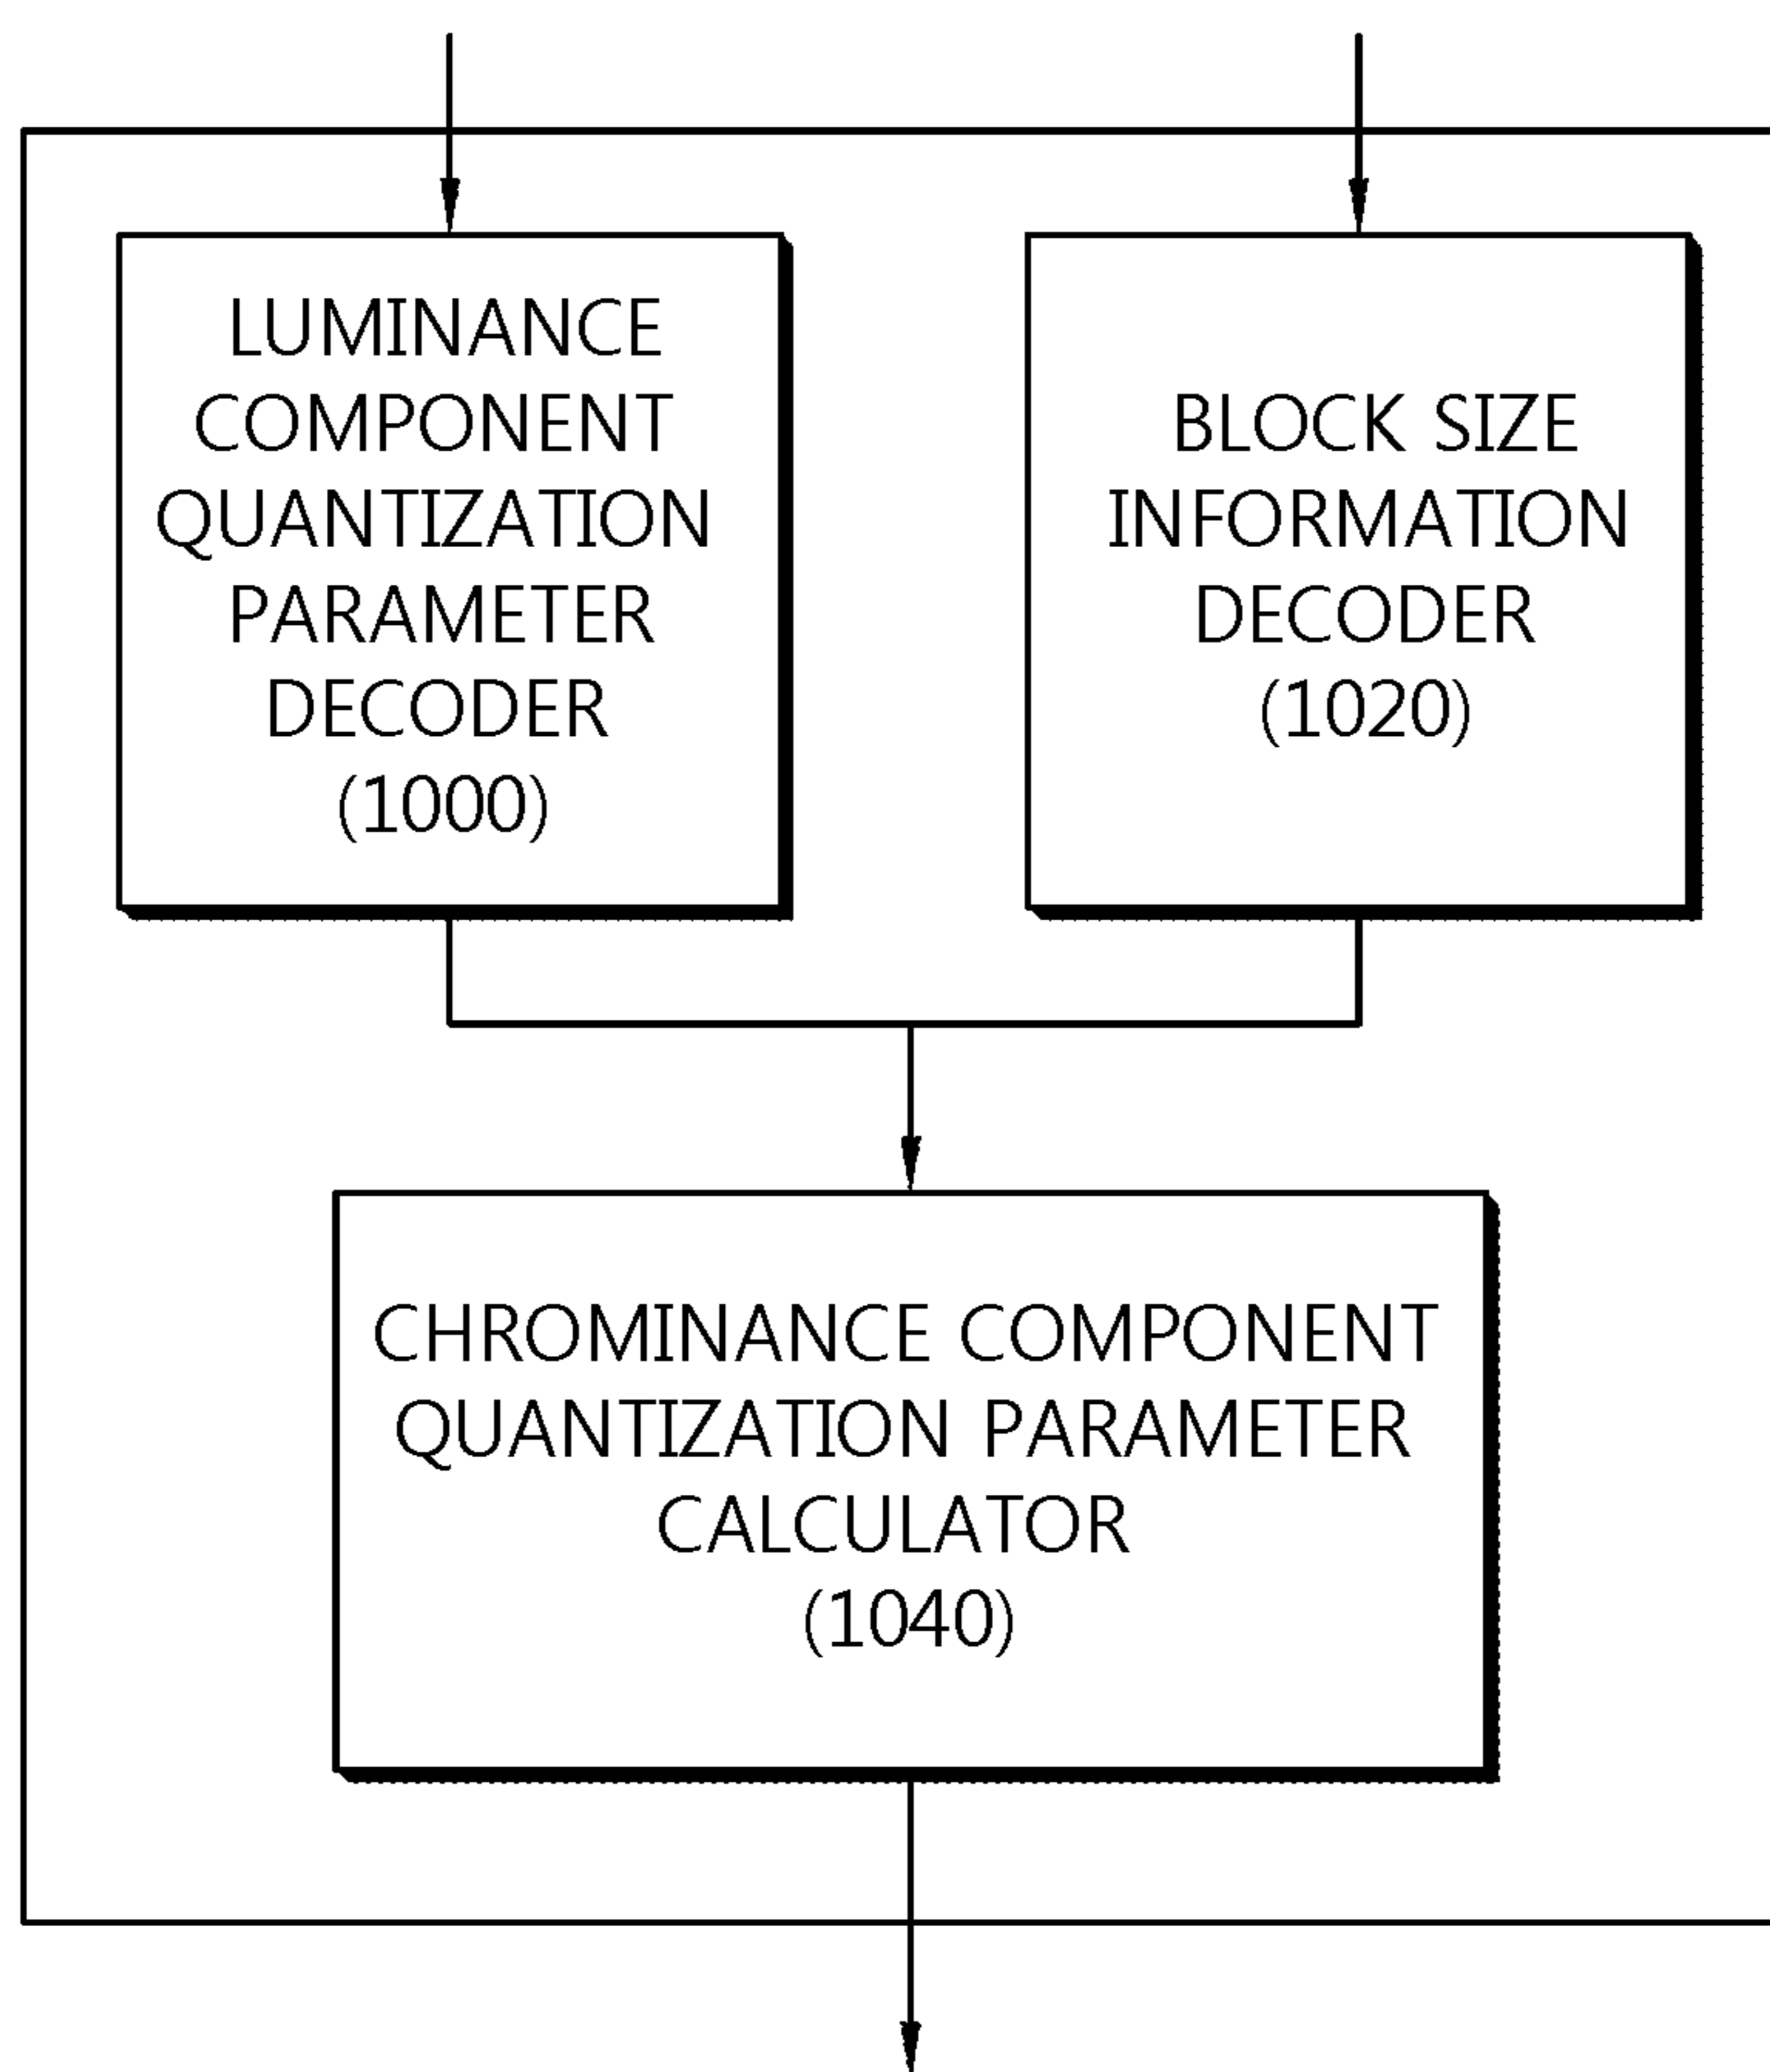 LUMINANCE
COMPONENT
QUANTIZATION
PARAMETER
DECODER
(1000)
BLOCK SIZE
INFORMATION
DECODER
(1020)
CHROMINANCE COMPONENT
QUANTIZATION PARAMETER
CALCULATOR
(1040)